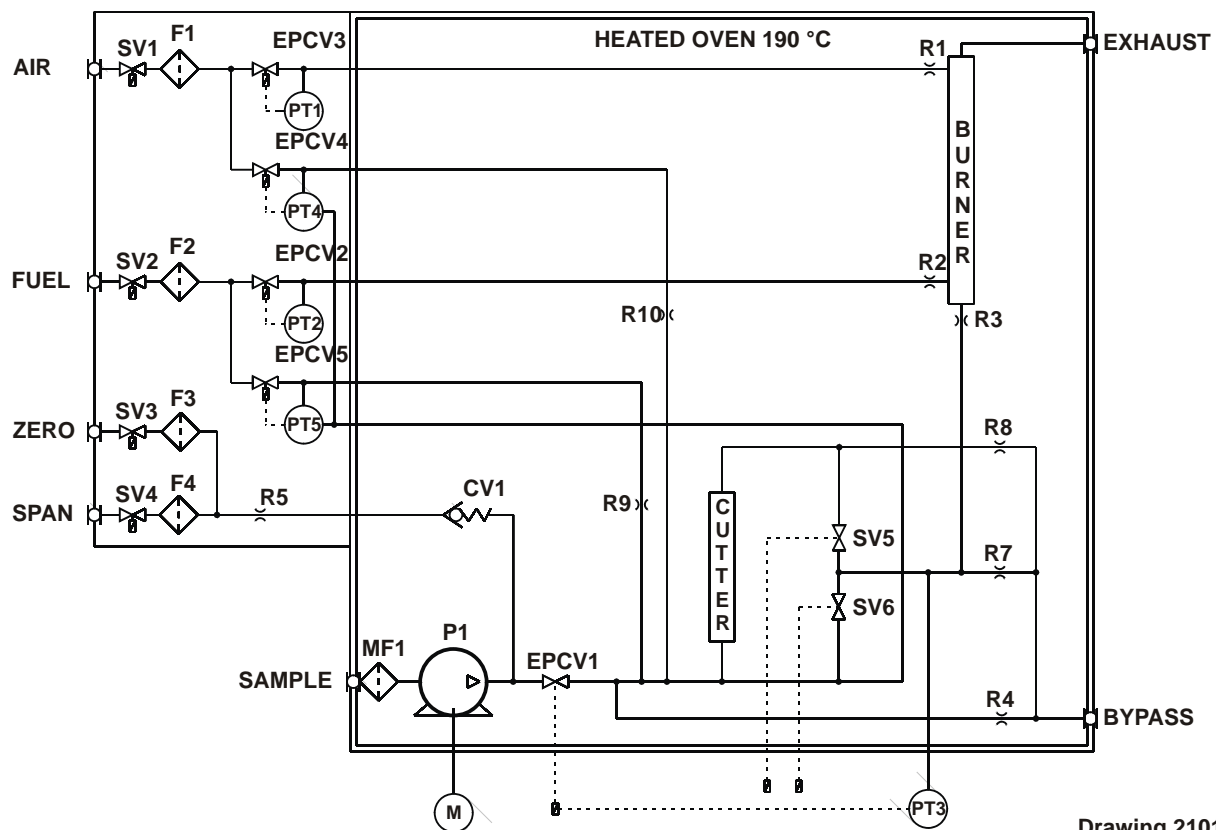 HEATED OVEN 190 °C
EXHAUST
AIR
SV1
F1
EPCV3
PT1
R1
BURNER
EPCV4
PT4
FUEL
SV2
F2
EPCV2
PT2
R2
R10
R3
EPCV5
PT5
ZERO
SV3
F3
R8
SPAN
SV4
F4
R5
CV1
R9
CUTTER
SV5
R7
SV6
SAMPLE
MF1
P1
EPCV1
R4
BYPASS
M
PT3